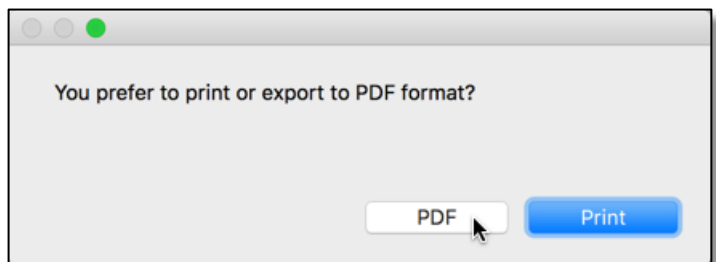 You prefer to print or export to PDF format?
PDF
Print